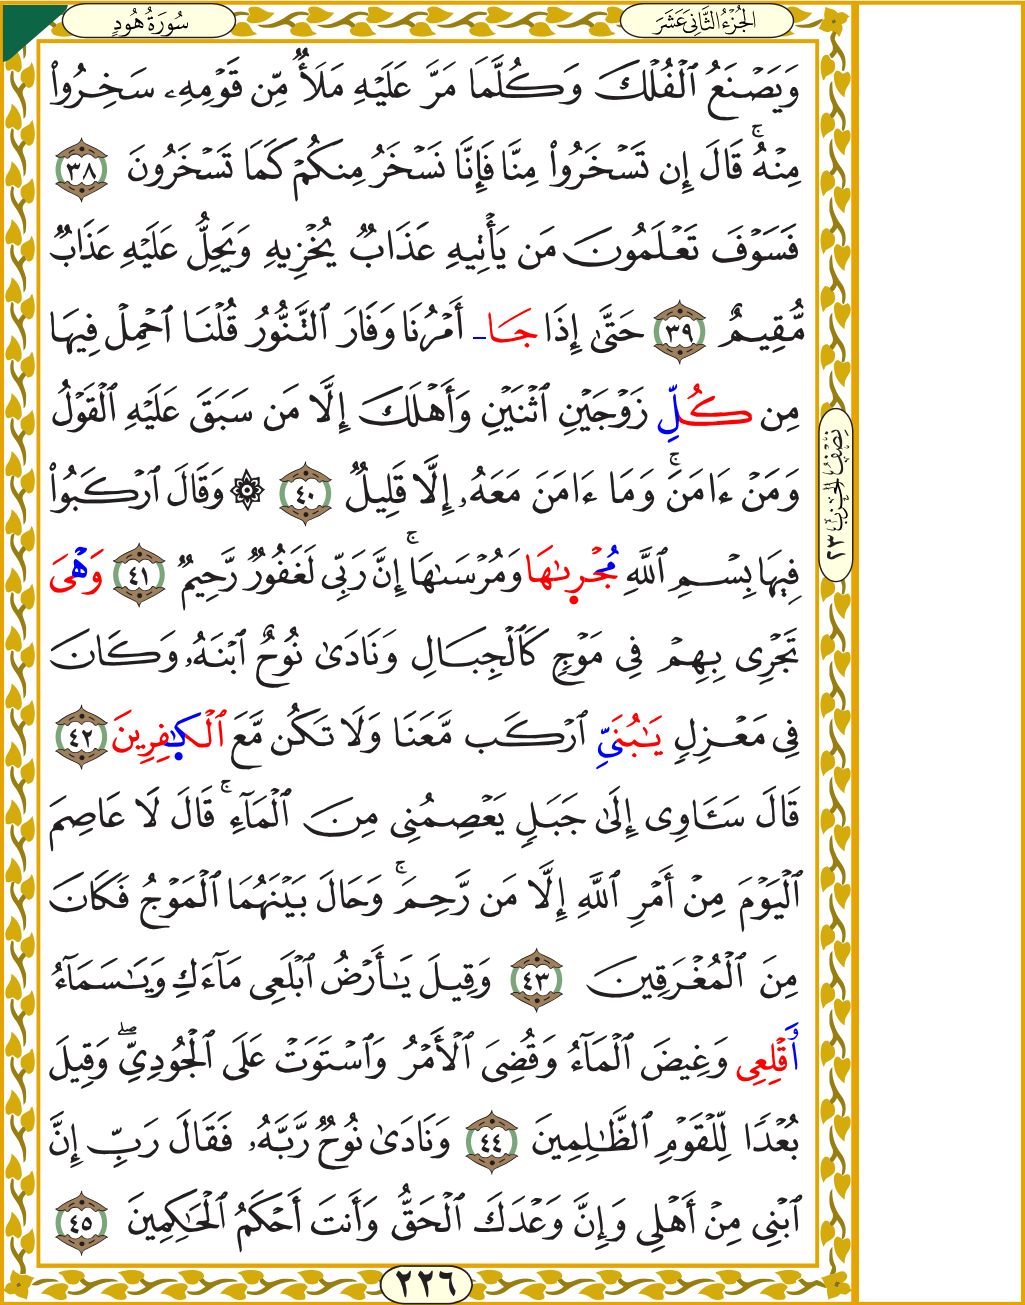 الجُزْءُ الثَّانِي عَشَرَ
سُورَةُ هُودٍ
وَيَصۡنَعُ ٱلۡفُلۡكَ وَكُلَّمَا مَرَّ عَلَيۡهِ مَلَأٞ مِّن قَوۡمِهِۦ سَخِرُواْ
مِنۡهُۚ قَالَ إِن تَسۡخَرُواْ مِنَّا فَإِنَّا نَسۡخَرُ مِنكُمۡ كَمَا تَسۡخَرُونَ ٣٨
فَسَوۡفَ تَعۡلَمُونَ مَن يَأۡتِيهِ عَذَابٞ يُخۡزِيهِ وَيَحِلُّ عَلَيۡهِ عَذَابٞ
مُّقِيمٌ ٣٩ حَتَّىٰ إِذَا جَا أَمۡرُنَا وَفَارَ ٱلتَّنُّورُ قُلۡنَا ٱحۡمِلۡ فِيهَا
مِن كُلِّ زَوۡجَيۡنِ ٱثۡنَيۡنِ وَأَهۡلَكَ إِلَّا مَن سَبَقَ عَلَيۡهِ ٱلۡقَوۡلُ
وَمَنۡ ءَامَنَۚ وَمَا ءَامَنَ مَعَهُۥٓ إِلَّا قَلِيلٞ ٤٠ ۞ وَقَالَ ٱرۡكَبُواْ
فِيهَا بِسۡمِ ٱللَّهِ مُجۡرٜىٰهَا وَمُرۡسَىٰهَآۚ إِنَّ رَبِّي لَغَفُورٞ رَّحِيمٞ ٤١ وَهۡيَ
تَجۡرِي بِهِمۡ فِي مَوۡجٖ كَٱلۡجِبَالِ وَنَادَىٰ نُوحٌ ٱبۡنَهُۥ وَكَانَ
فِي مَعۡزِلٖ يَٰبُنَيِّ ٱرۡكَب مَّعَنَا وَلَا تَكُن مَّعَ ٱلۡكٰٜفِرِينَ ٤٢
قَالَ سَـَٔاوِيٓ إِلَىٰ جَبَلٖ يَعۡصِمُنِي مِنَ ٱلۡمَآءِۚ قَالَ لَا عَاصِمَ
ٱلۡيَوۡمَ مِنۡ أَمۡرِ ٱللَّهِ إِلَّا مَن رَّحِمَۚ وَحَالَ بَيۡنَهُمَا ٱلۡمَوۡجُ فَكَانَ
مِنَ ٱلۡمُغۡرَقِينَ ٤٣ وَقِيلَ يَٰٓأَرۡضُ ٱبۡلَعِي مَآءَكِ وَيَٰسَمَآءُ
وَقۡلِعِي وَغِيضَ ٱلۡمَآءُ وَقُضِيَ ٱلۡأَمۡرُ وَٱسۡتَوَتۡ عَلَى ٱلۡجُودِيِّۖ وَقِيلَ
بُعۡدٗا لِّلۡقَوۡمِ ٱلظَّٰلِمِينَ ٤٤ وَنَادَىٰ نُوحٞ رَّبَّهُۥ فَقَالَ رَبِّ إِنَّ
ٱبۡنِي مِنۡ أَهۡلِي وَإِنَّ وَعۡدَكَ ٱلۡحَقُّ وَأَنتَ أَحۡكَمُ ٱلۡحَٰكِمِينَ ٤٥
نِصْفُ الحِزْبِ ٢٣
٢٢٦